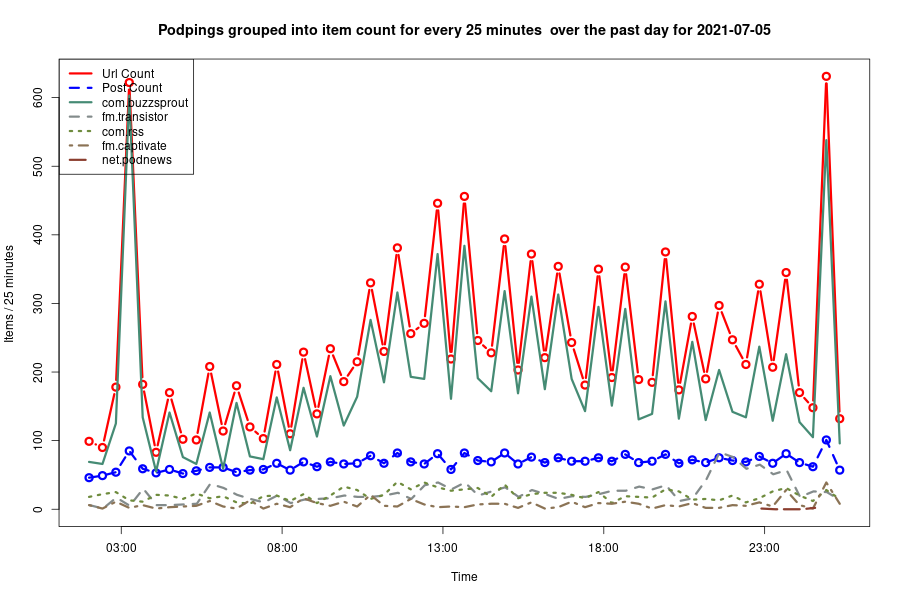 Podpings grouped into item count for every 25 minutes  over the past day for 2021-07-05
Url Count
Post Count
com.buzzsprout
fm.transistor
com.rss
fm.captivate
net.podnews
Items / 25 minutes
600
500
400
300
200
100
0
03:00 08:00 13:00 18:00 23:00
Time